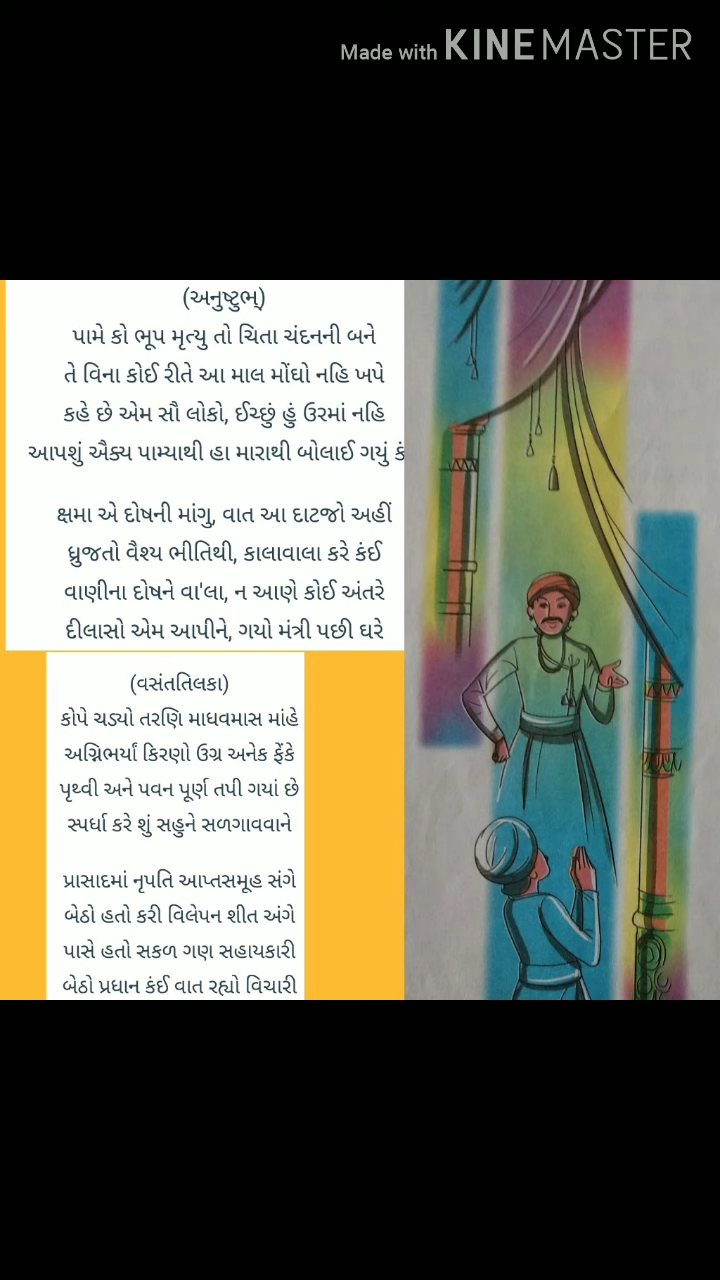 Made with KINEMASTER
(અનુષ્ટુભ્)
પામે કો ભૂપ મૃત્યુ તો ચિતા ચંદનની બને
તે વિના કોઈ રીતે આ માલ મોંઘો નહિ ખપે
કહે છે એમ સૌ લોકો, ઈચ્છું હું ઉરમાં નહિ
આપશું ઐક્ય પામ્યાથી હા મારાથી બોલાઈ ગયું
ક્ષમા એ દોષની માંગુ, વાત આ દાટજો અહીં
ધ્રુજતો વૈશ્ય ભીતિથી, કાલાવાલા કરે કંઈ
વાણીના દોષને વા'લા, ન આણે કોઈ અંતરે
દીલાસો એમ આપીને, ગયો મંત્રી પછી ઘરે
(વસંતતિલકા)
કોપે ચડ્યો તરણિ માધવમાસ માંહે
અગ્નિભર્યાં કિરણો ઉગ્ર અનેક ફેંકે
પૃથ્વી અને પવન પૂર્ણ તપી ગયાં છે
સ્પર્ધા કરે શું સહુને સળગાવવાને
પ્રાસાદમાં નૃપતિ આપ્તસમૂહ સંગે
બેઠો હતો કરી વિલેપન શીત અંગે
પાસે હતો સકળ ગણ સહાયકારી
બેઠો પ્રધાન કંઈ વાત રહ્યો વિચારી